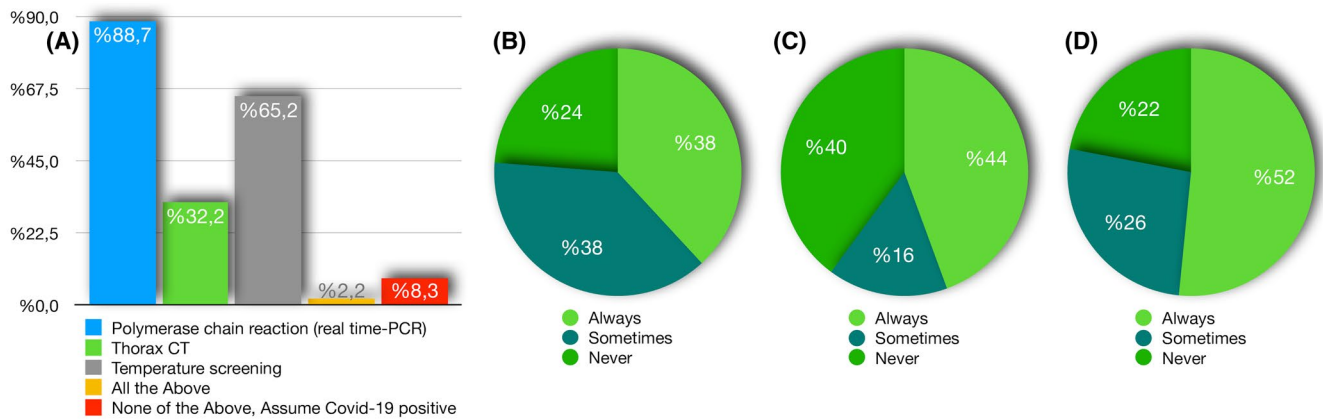 (A)
%90,0
%67,5
%45,0
%22,5
%0,0
%88,7
%32,2
%65,2
%2,2
%8,3
Polymerase chain reaction (real time-PCR)
Thorax CT
Temperature screening
All the Above
None of the Above, Assume Covid-19 positive
(B)
%24
%38
%38
Always
Sometimes
Never
(C)
%40
%44
%16
Always
Sometimes
Never
(D)
%22
%52
%26
Always
Sometimes
Never